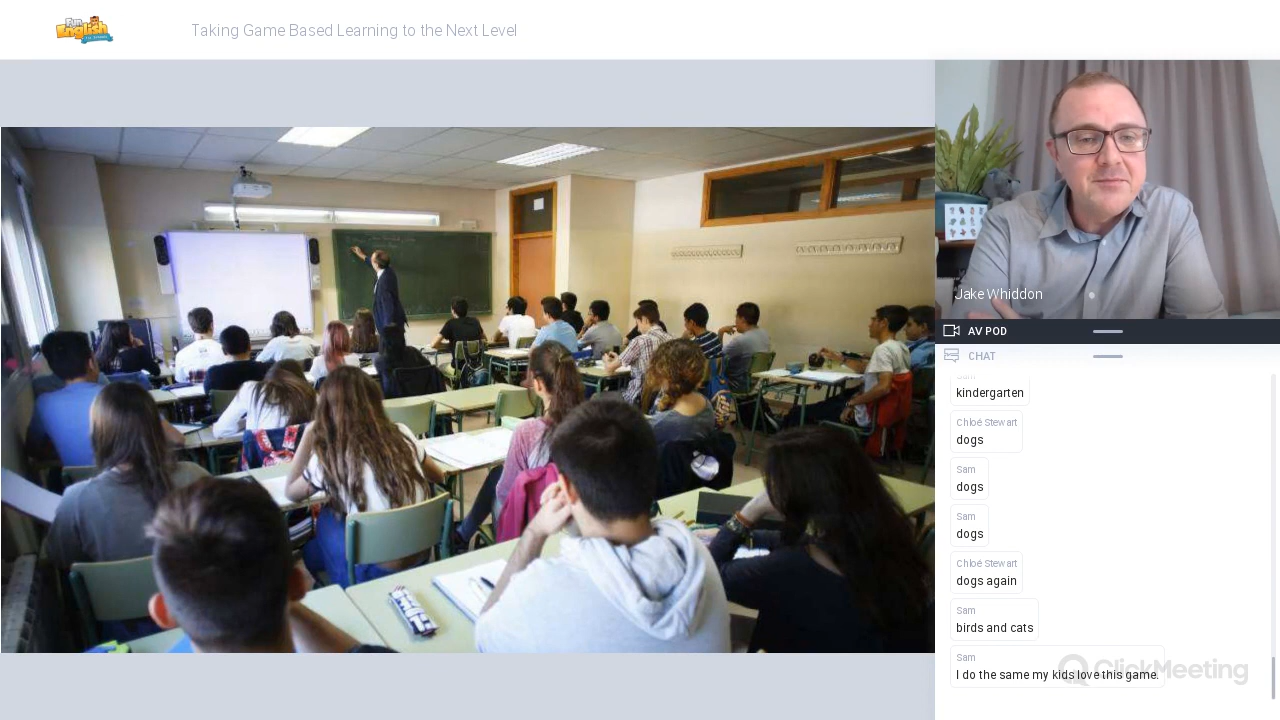 Fun
English
Taking Game Based Learning to the Next Level
Jake Whiddon
AV POD
CHAT
Sam
kindergarten
Chloé Stewart
dogs
Sam
dogs
Sam
dogs
Chloé Stewart
dogs again
Sam
birds and cats
Sam
I do the same my kids love this game.
ClickMeeting